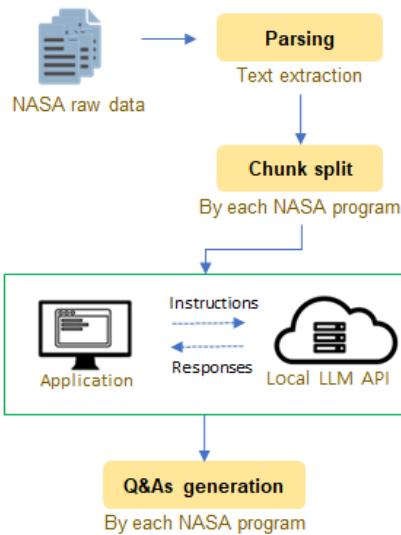 Parsing
Text extraction
NASA raw data
Chunk split
By each NASA program
Instructions
Responses
Application
Local LLM API
Q&As generation
By each NASA program